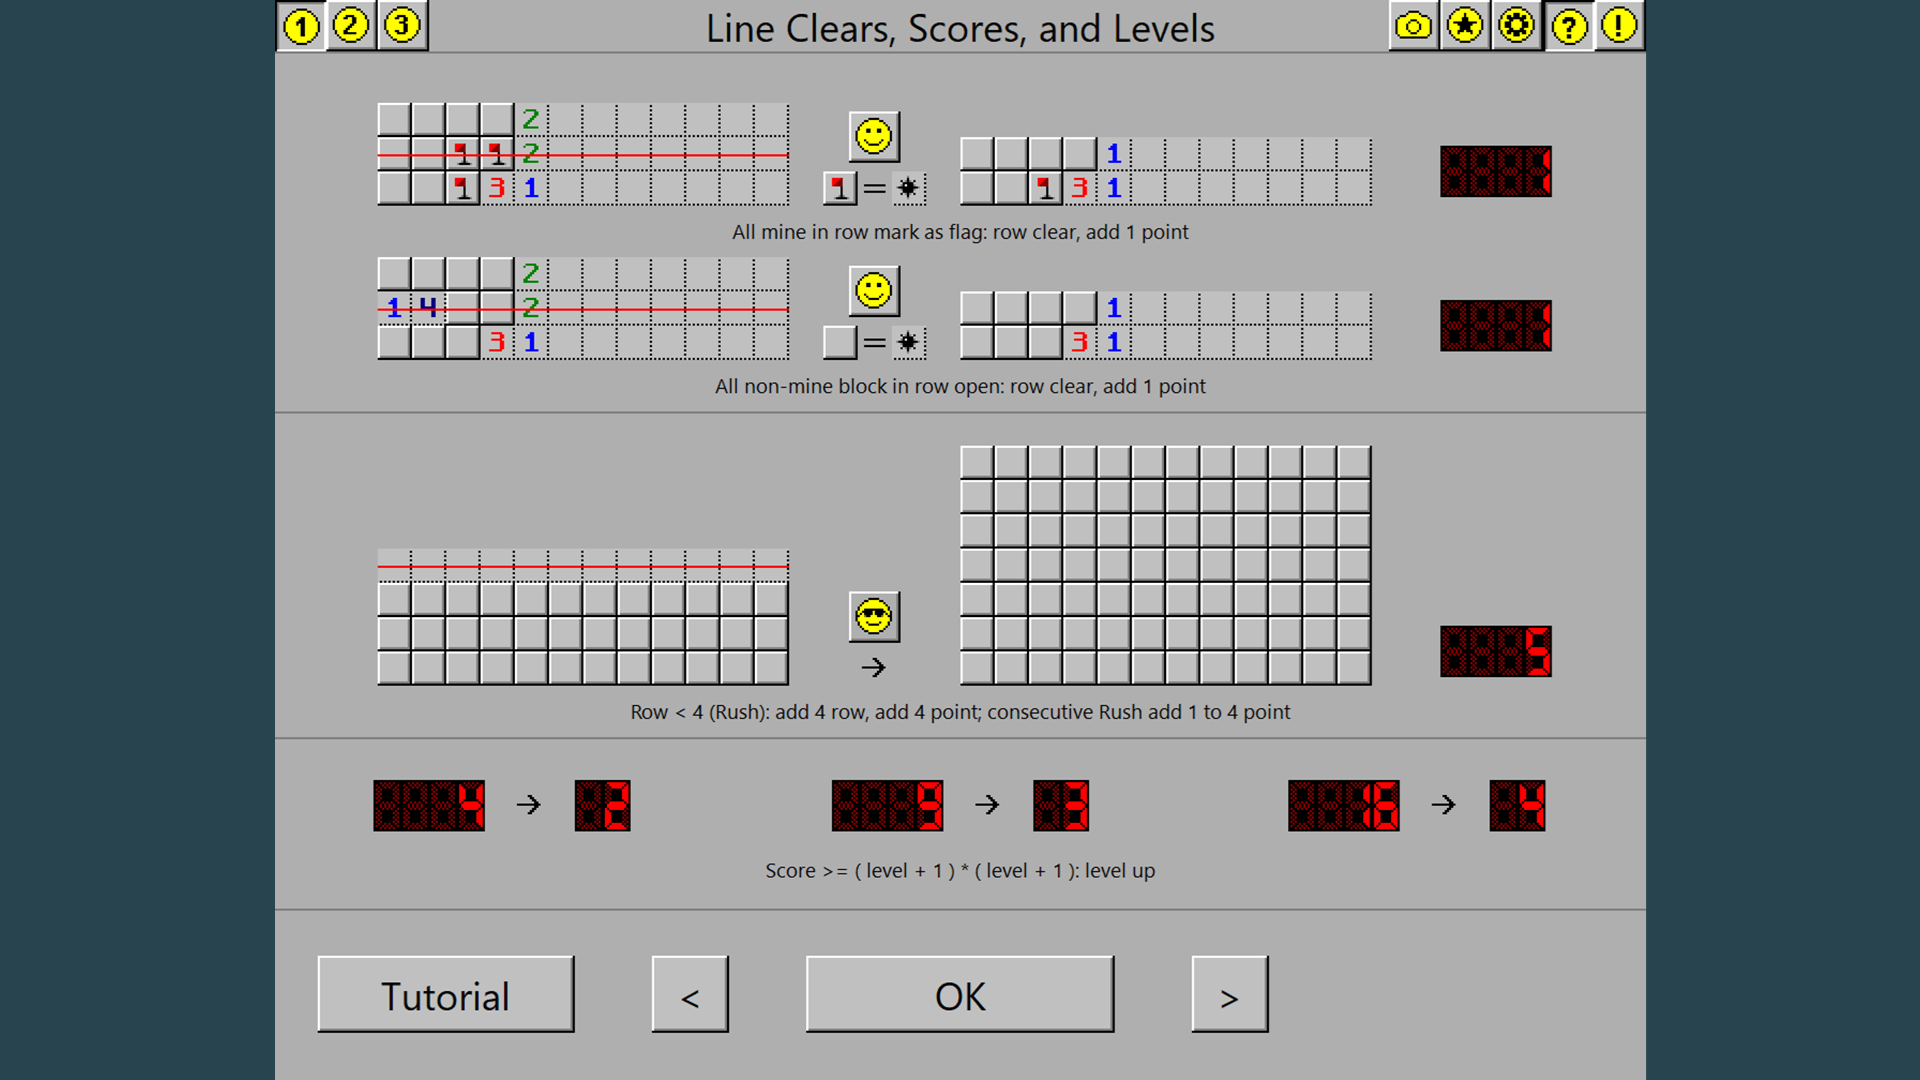 1 2 3 Line Clears, Scores, and Levels ? !
2
2
3 1
=
1
3 1
1
All mine in row mark as flag: row clear, add 1 point
2
1 4 2
3 1
=
1
3 1
1
All non-mine block in row open: row clear, add 1 point
→
5
Row < 4 (Rush): add 4 row, add 4 point; consecutive Rush add 1 to 4 point
4 → 2 9 → 3 16 → 4
Score >= ( level + 1 ) * ( level + 1 ): level up
Tutorial < OK >